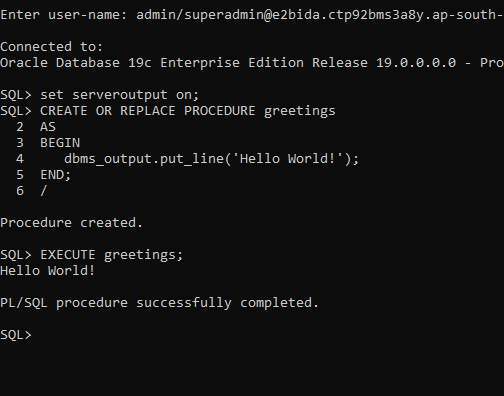 Enter user-name: admin/superadmin@e2bida.ctp92bms3a8y.ap-south-
Connected to:
Oracle Database 19c Enterprise Edition Release 19.0.0.0.0 - Pro
SQL> set serveroutput on;
SQL> CREATE OR REPLACE PROCEDURE greetings
2 AS
3 BEGIN
4 dbms_output.put_line('Hello World!');
5 END;
6 /
Procedure created.
SQL> EXECUTE greetings;
Hello World!
PL/SQL procedure successfully completed.
SQL>